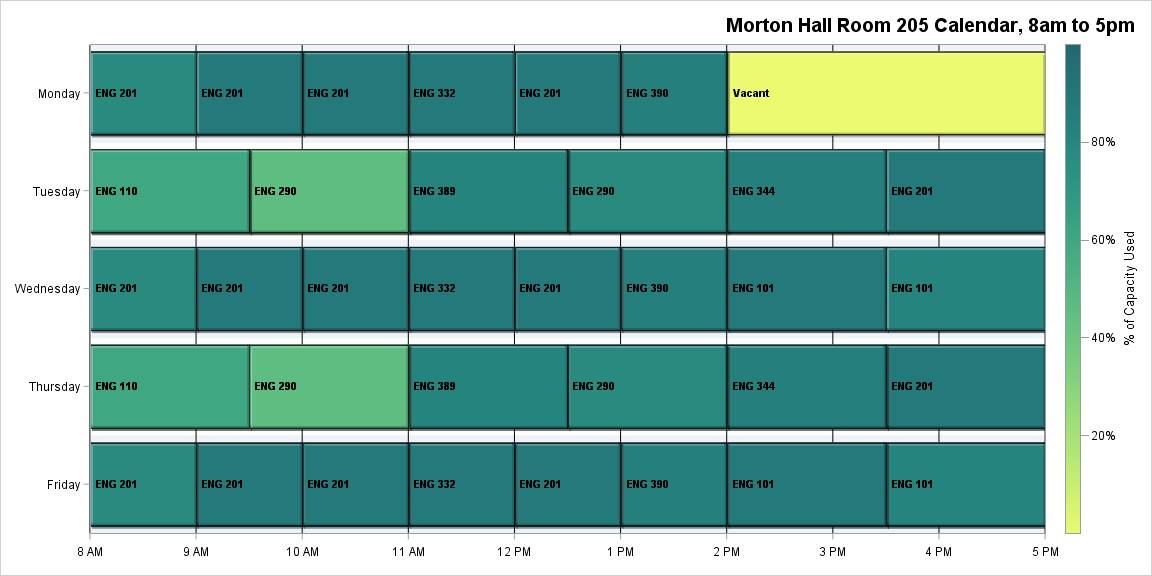 Morton Hall Room 205 Calendar, 8am to 5pm
Monday ENG 201 ENG 201 ENG 201 ENG 332 ENG 201 ENG 390 Vacant
Tuesday ENG 110 ENG 290 ENG 389 ENG 290 ENG 344 ENG 201
Wednesday ENG 201 ENG 201 ENG 201 ENG 332 ENG 201 ENG 390 ENG 101 ENG 101
Thursday ENG 110 ENG 290 ENG 389 ENG 290 ENG 344 ENG 201
Friday ENG 201 ENG 201 ENG 201 ENG 332 ENG 201 ENG 390 ENG 101 ENG 101
8 AM 9 AM 10 AM 11 AM 12 PM 1 PM 2 PM 3 PM 4 PM 5 PM
80%
60%
40%
20%
% of Capacity Used